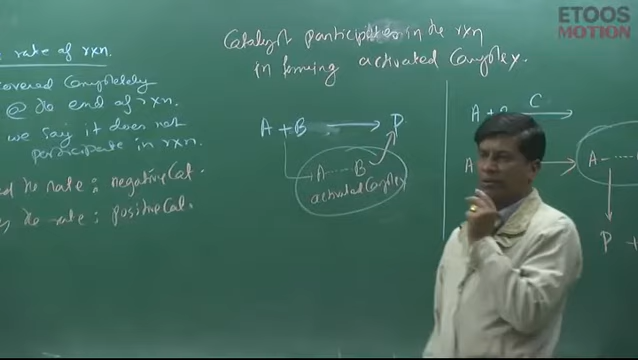 rate of rxn.
covered Completely
@ the end of rxn.
we say it does not
participate in rxn.
the rate : negative Cat.
the rate : positive Cat.
Catalyst participates in the rxn
in forming activated Complex.
A + B → P
A ---- B
activated Complex
A + B C →
A → A ----
P +
ETOOS
MOTION